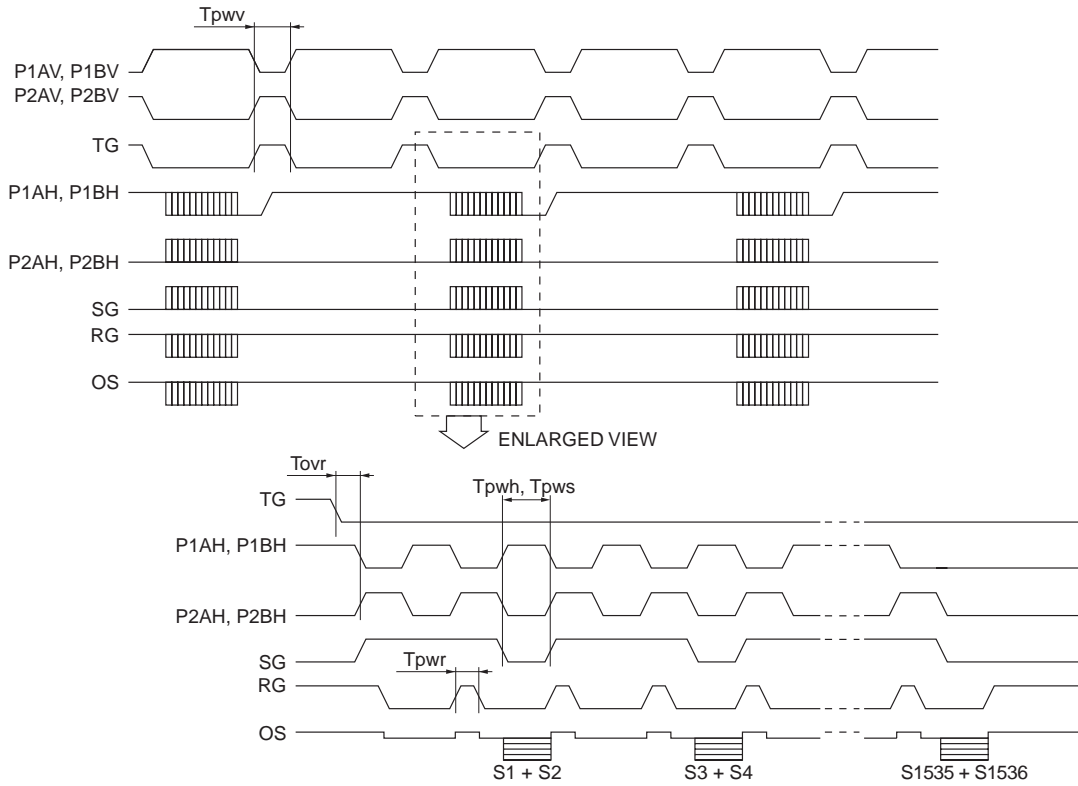 Tpwv
P1AV, P1BV
P2AV, P2BV
TG
P1AH, P1BH
P2AH, P2BH
SG
RG
OS
ENLARGED VIEW
Tovr
Tpwh, Tpws
TG
P1AH, P1BH
P2AH, P2BH
SG
Tpwr
RG
OS
S1 + S2
S3 + S4
S1535 + S1536